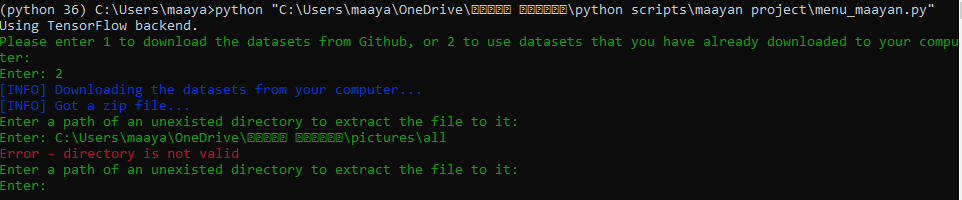 (python 36) C:\Users\maaya>python "C:\Users\maaya\OneDrive\ \python scripts\maayan project\menu_maayan.py"
Using TensorFlow backend.
Please enter 1 to download the datasets from Github, or 2 to use datasets that you have already downloaded to your compu
ter:
Enter: 2
[INFO] Downloading the datasets from your computer...
[INFO] Got a zip file...
Enter a path of an unexisted directory to extract the file to it:
Enter: C:\Users\maaya\OneDrive\ \pictures\all
Error - directory is not valid
Enter a path of an unexisted directory to extract the file to it:
Enter: